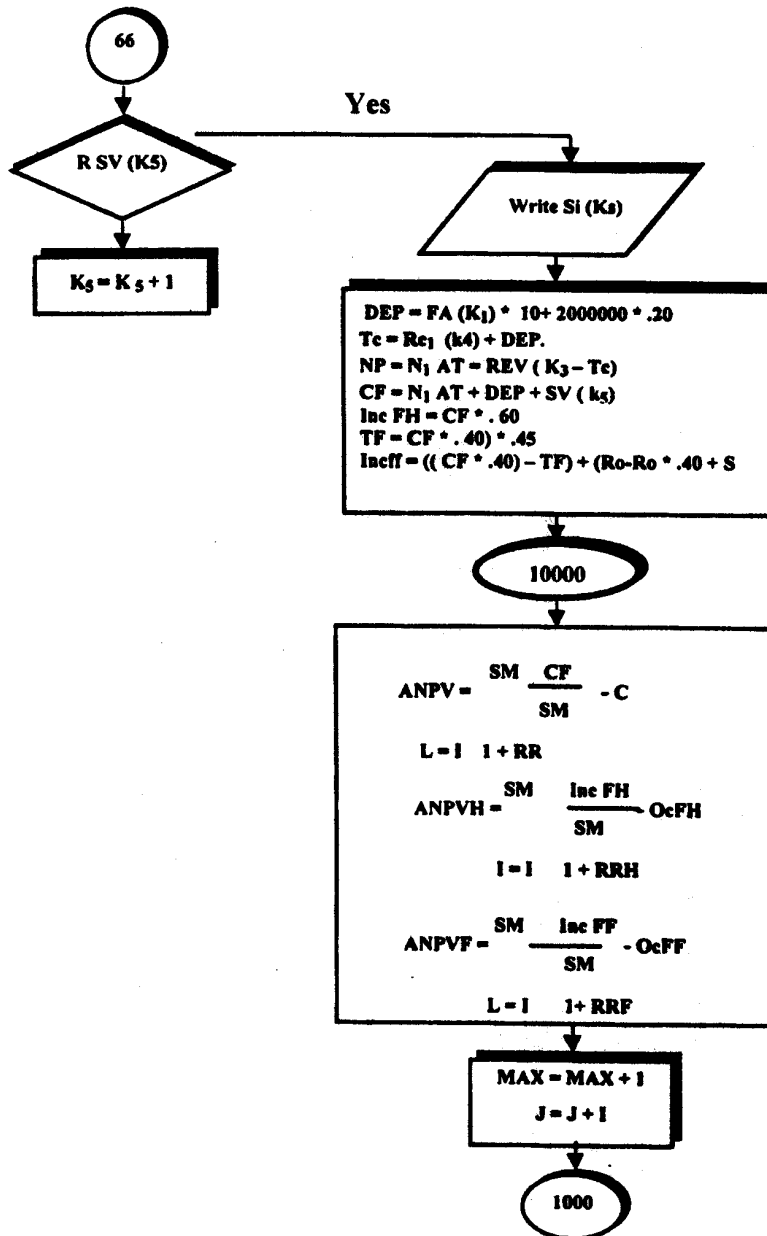 66
Yes
R SV (K5)
Write Si (Ks)
K5 = K 5 + 1
DEP = FA (K1) * 10+ 2000000 * .20
Tc = Rc1 (k4) + DEP.
NP = N1 AT = REV ( K3 – Tc)
CF = N1 AT + DEP + SV ( k5)
Inc FH = CF * . 60
TF = CF * . 40) * .45
Incff = (( CF * .40) – TF) + (Ro-Ro * .40 + S
10000
ANPV = SM CF - C
SM
L = I 1 + RR
ANPVH = SM Inc FH - OcFH
SM
I = I 1 + RRH
ANPVF = SM Inc FF - OcFF
SM
L = I 1+ RRF
MAX = MAX + 1
J = J + I
1000